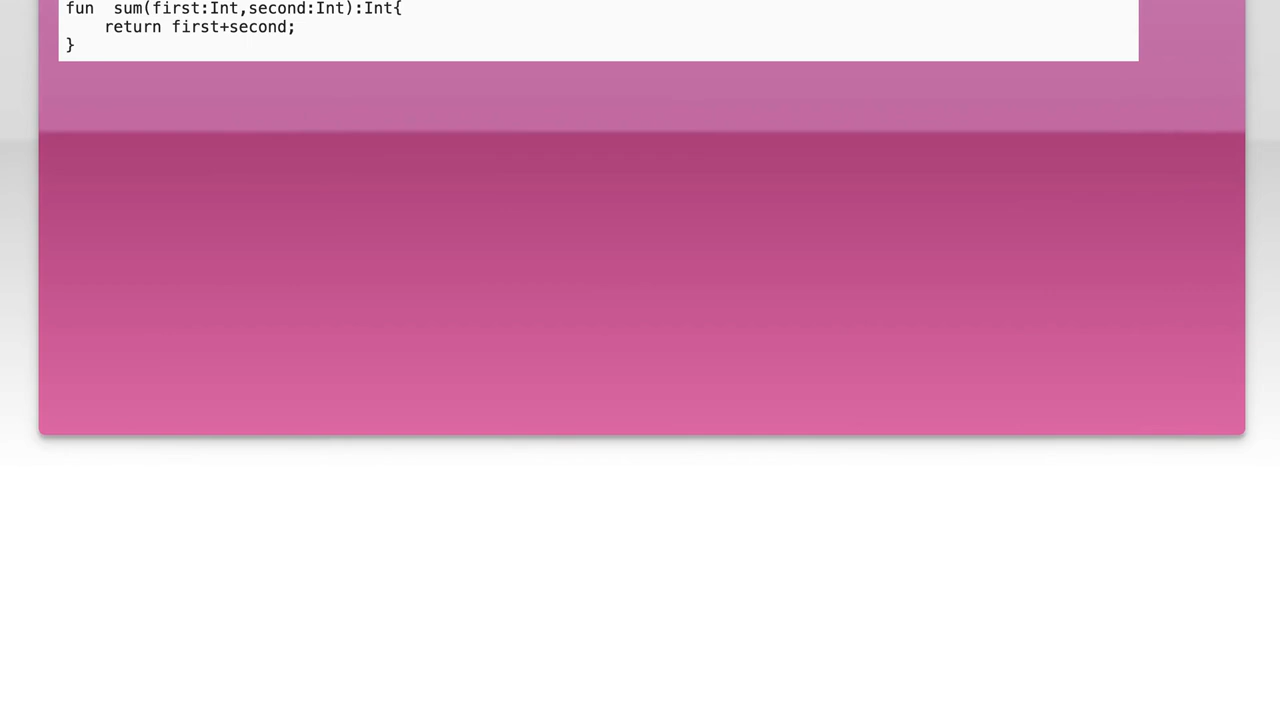 fun  sum(first:Int,second:Int):Int{
    return first+second;
}